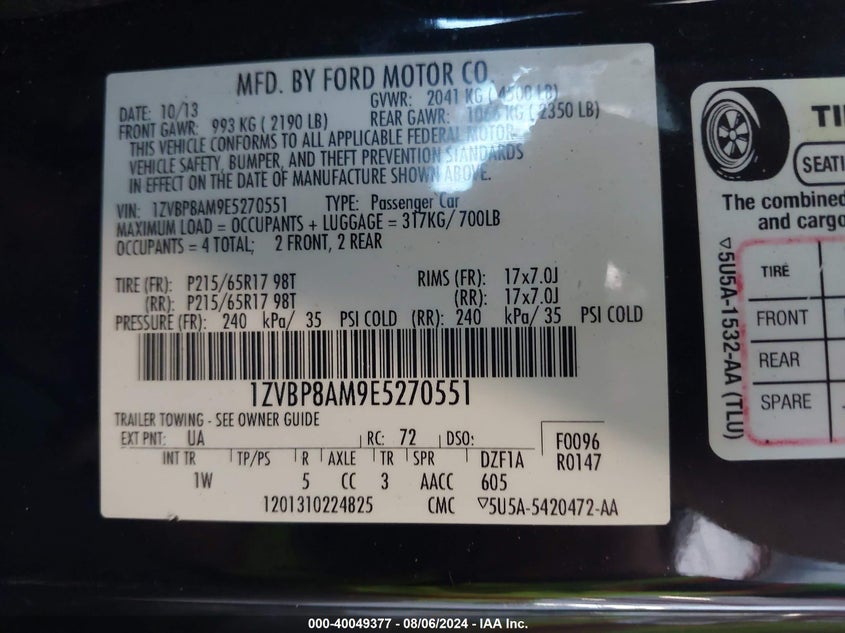 MFD. BY FORD MOTOR CO.
DATE: 10/13 GVWR: 2041 KG ( 4500 LB)
FRONT GAWR: 993 KG ( 2190 LB) REAR GAWR: KG ( 2350 LB)
THIS VEHICLE CONFORMS TO ALL APPLICABLE FEDERAL MOTOR
VEHICLE SAFETY, BUMPER, AND THEFT PREVENTION STANDARDS
IN EFFECT ON THE DATE OF MANUFACTURE SHOWN ABOVE.
VIN: 1ZVBP8AM9E5270551 TYPE: Passenger Car
MAXIMUM LOAD = OCCUPANTS + LUGGAGE = 317KG/ 700LB
OCCUPANTS = 4 TOTAL; 2 FRONT, 2 REAR
TIRE (FR): P215/65R17 98T RIMS (FR): 17x7.0J
(RR): P215/65R17 98T (RR): 17x7.0J
PRESSURE (FR): 240 kPa/ 35 PSI COLD (RR): 240 kPa/ 35 PSI COLD
1ZVBP8AM9E5270551
TRAILER TOWING - SEE OWNER GUIDE
EXT PNT: UA RC: 72 DSO: F0096
INT TR TP/PS R AXLE TR SPR DZF1A R0147
1W 5 CC 3 AACC 605
1201310224825 CMC ▽5U5A-5420472-AA
SEATI
The combined
and cargo
TIRE
FRONT
REAR
SPARE
▽5U5A-1532-AA (TLU)
000-40049377 - 08/06/2024 - IAA Inc.